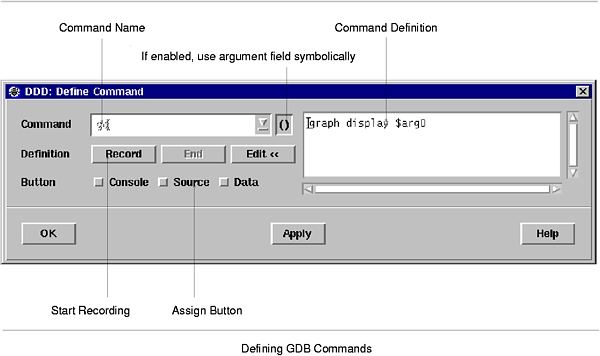 Command Name
Command Definition
If enabled, use argument field symbolically
DDD: Define Command
Command
()
graph display $arg0
Definition
Record
End
Edit <<
Button
Console
Source
Data
OK
Apply
Help
Start Recording
Assign Button
Defining GDB Commands